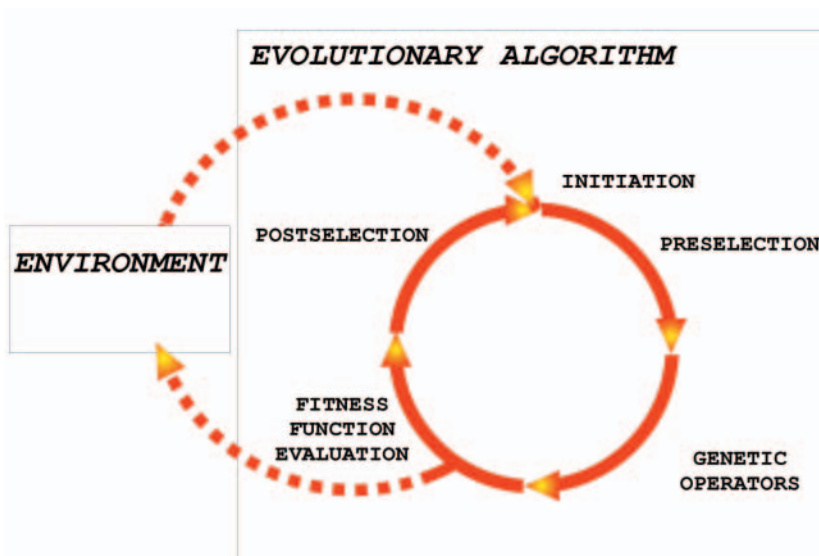 EVOLUTIONARY ALGORITHM
INITIATION
POSTSELECTION
PRESELECTION
ENVIRONMENT
FITNESS
FUNCTION
EVALUATION
GENETIC
OPERATORS